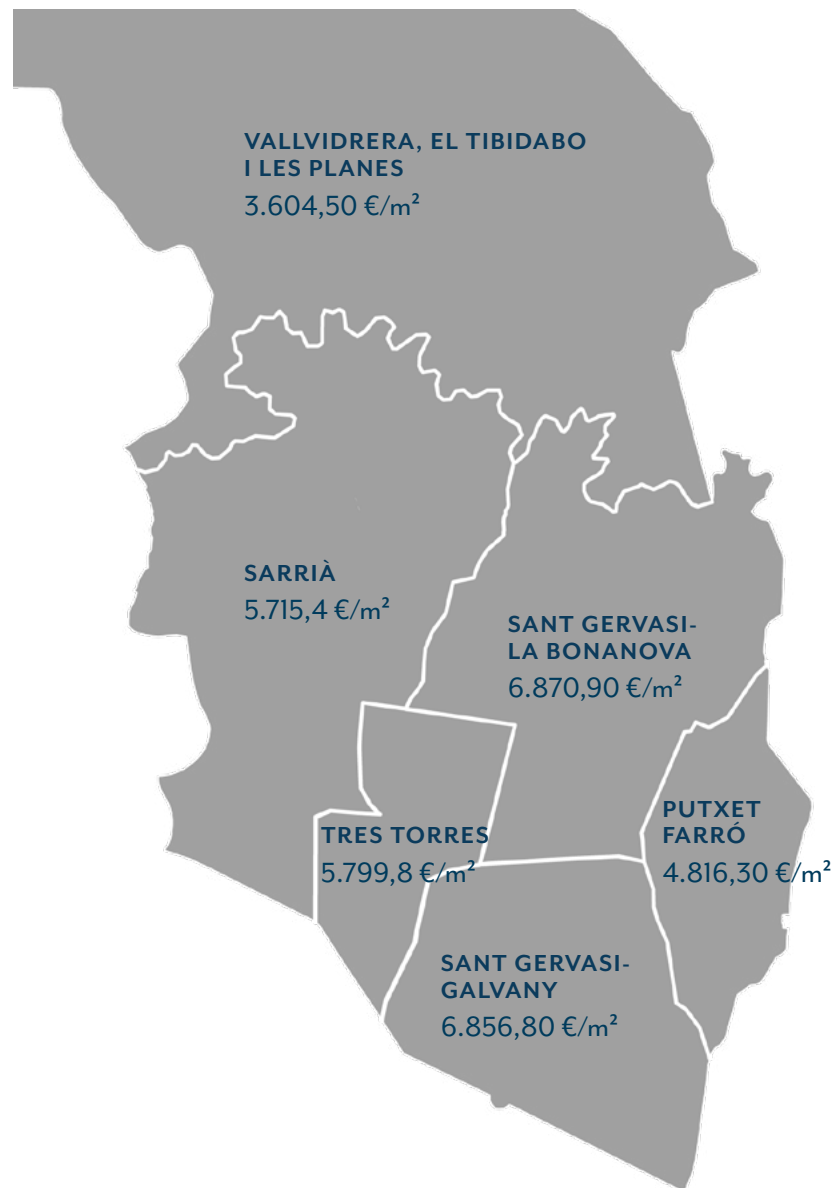 VALLVIDRERA, EL TIBIDABO
I LES PLANES
3.604,50 €/m²
SARRIÀ
5.715,4 €/m²
SANT GERVASI-
LA BONANOVA
6.870,90 €/m²
TRES TORRES
5.799,8 €/m²
PUTXET
FARRÓ
4.816,30 €/m²
SANT GERVASI-
GALVANY
6.856,80 €/m²